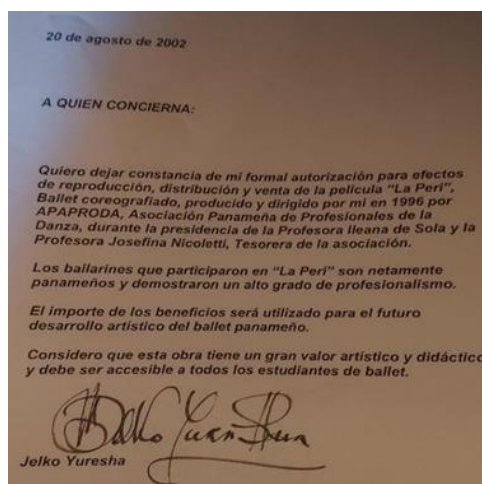 20 de agosto de 2002
A QUIEN CONCIERNA:
Quiero dejar constancia de mi formal autorización para efectos
de reproducción, distribución y venta de la película "La Peri",
Ballet coreografiado, producido y dirigido por mi en 1996 por
APAPRODA, Asociación Panameña de Profesionales de la
Danza, durante la presidencia de la Profesora Ileana de Sola y la
Profesora Josefina Nicoletti, Tesorera de la asociación.
Los bailarines que participaron en "La Peri" son netamente
panameños y demostraron un alto grado de profesionalismo.
El importe de los beneficios será utilizado para el futuro
desarrollo artístico del ballet panameño.
Considero que esta obra tiene un gran valor artístico y didáctico
y debe ser accesible a todos los estudiantes de ballet.
Jelko Yuresha